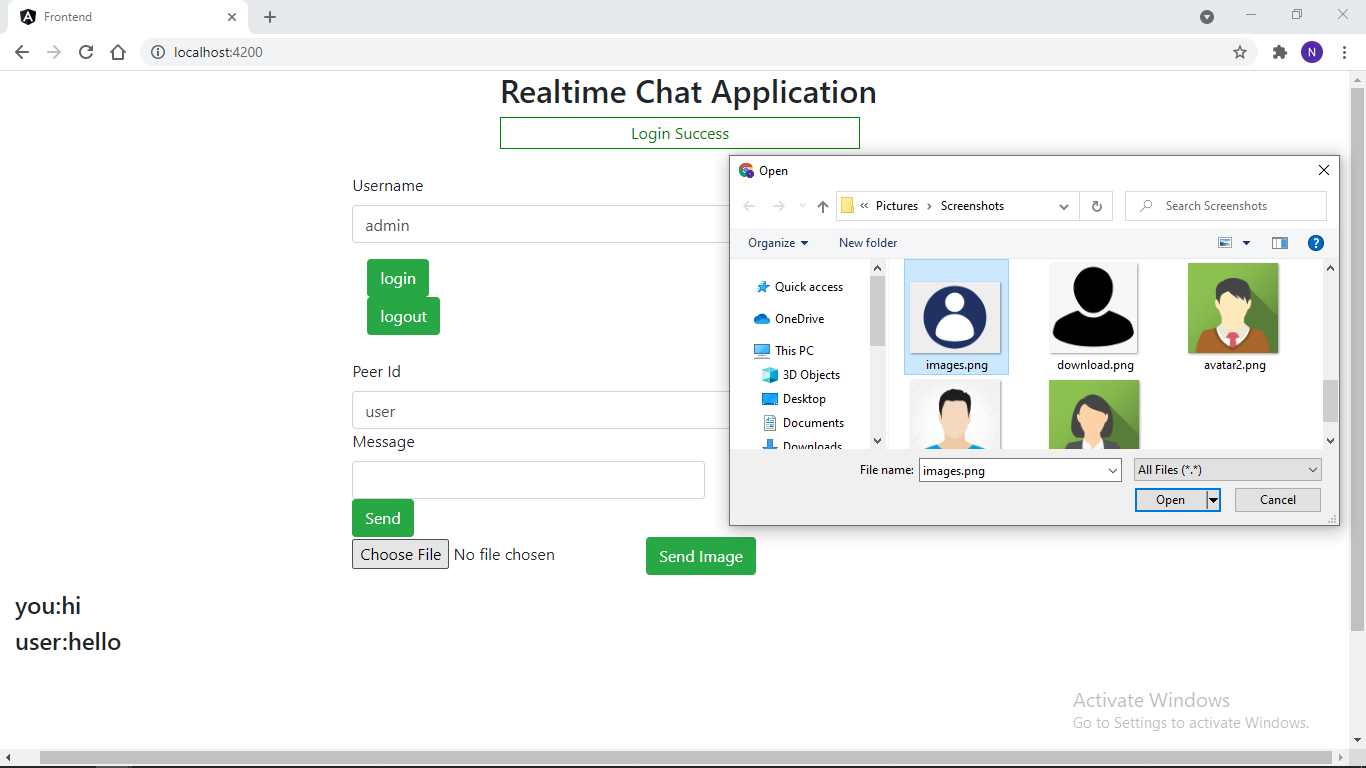 Frontend
localhost:4200
N
Realtime Chat Application
Login Success
Username
admin
login
logout
Peer Id
user
Message
Send
Choose File No file chosen
Send Image
you:hi
user:hello
Open
« Pictures › Screenshots
Search Screenshots
Organize
New folder
?
Quick access
OneDrive
This PC
3D Objects
Desktop
Documents
Downloads
images.png
download.png
avatar2.png
File name: images.png
All Files (*.*)
Open
Cancel
Activate Windows
Go to Settings to activate Windows.